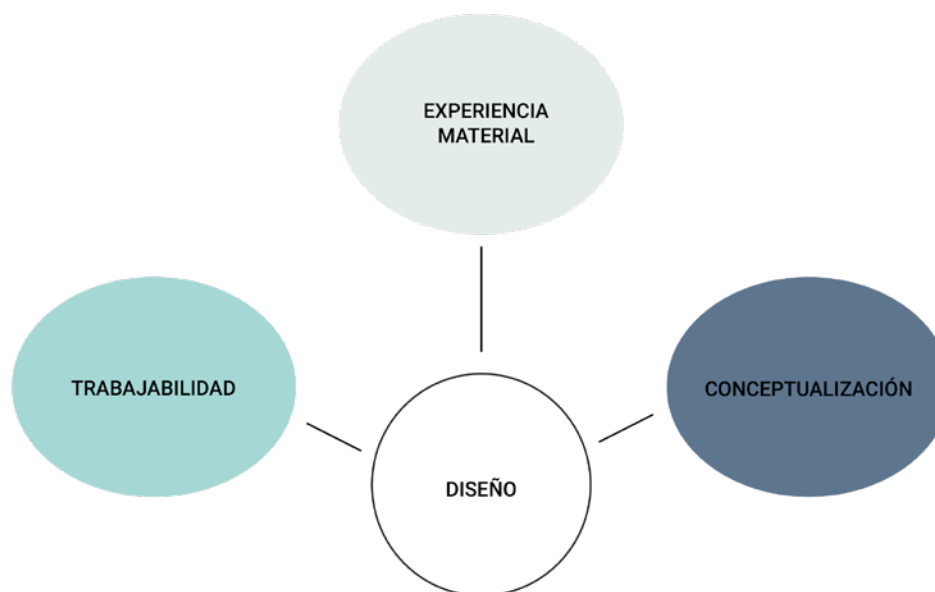 EXPERIENCIA
MATERIAL
TRABAJABILIDAD
CONCEPTUALIZACIÓN
DISEÑO